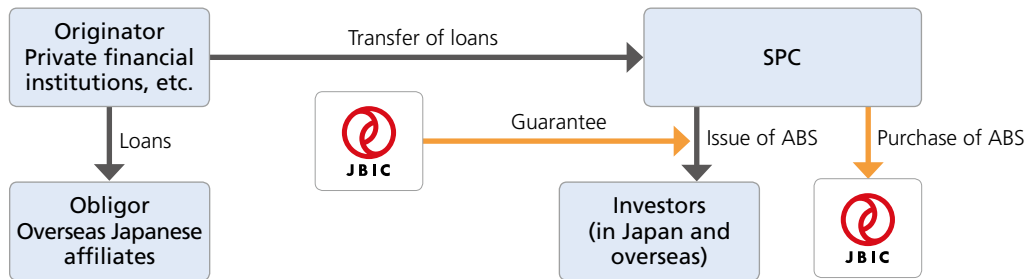 Originator
Private financial
institutions, etc.
Transfer of loans
SPC
Loans
JBIC
Guarantee
Issue of ABS
Purchase of ABS
Obligor
Overseas Japanese
affiliates
Investors
(in Japan and
overseas)
JBIC